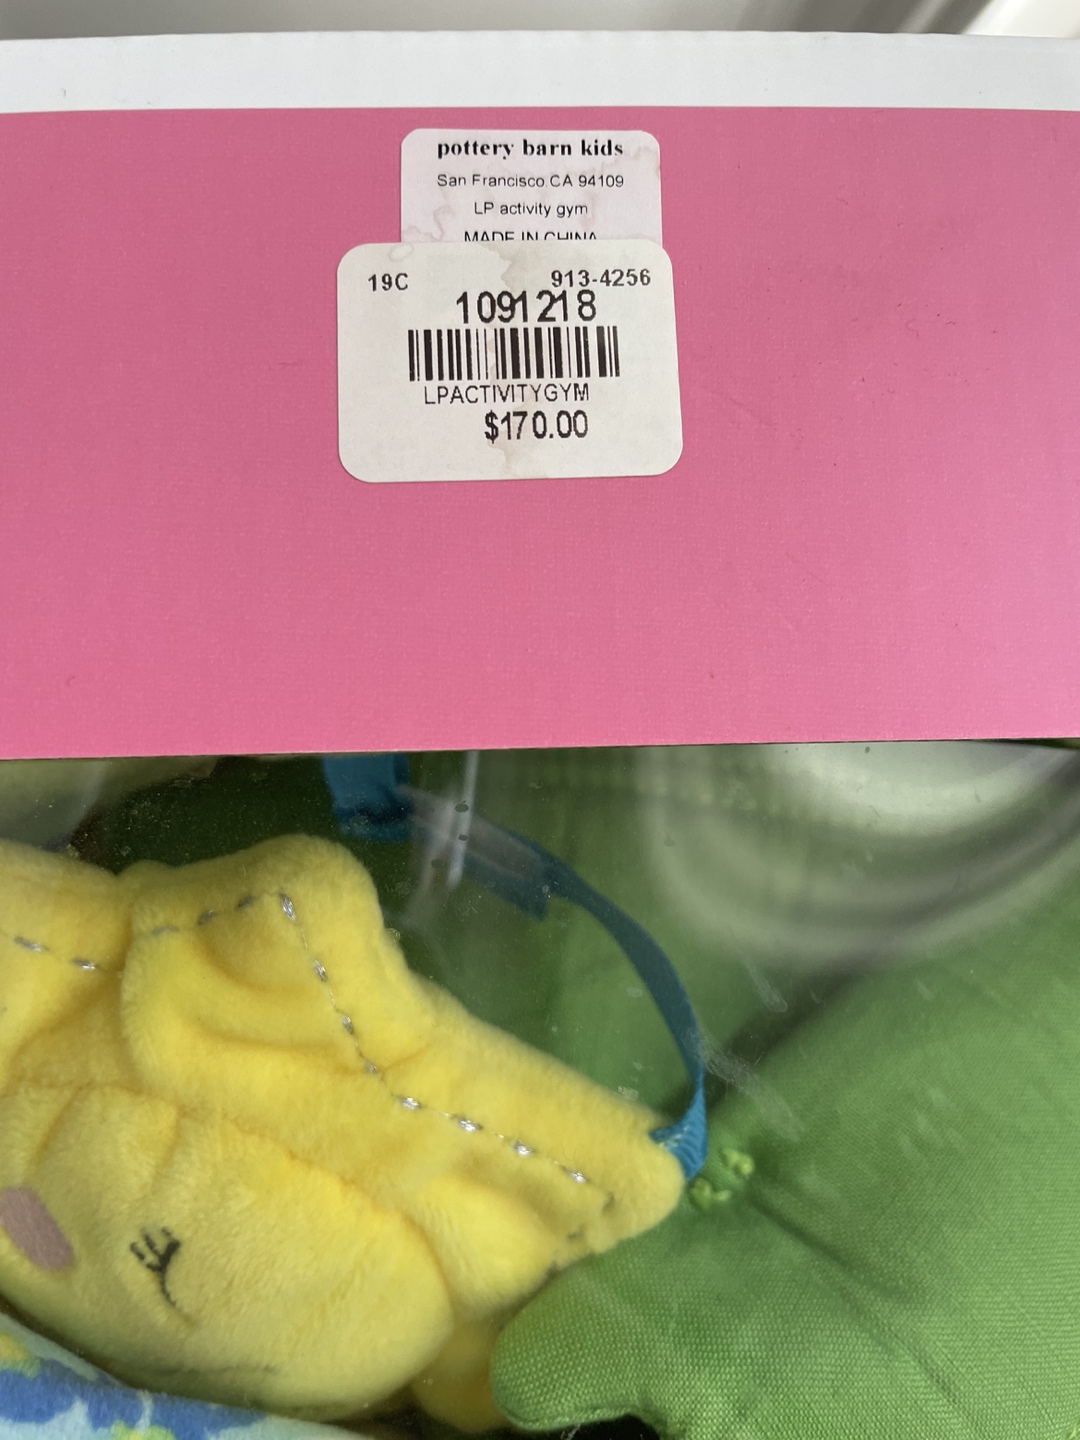 pottery barn kids
San Francisco CA 94109
LP activity gym
MADE IN CHINA
19C 913-4256
1091218
LPACTIVITYGYM
$170.00